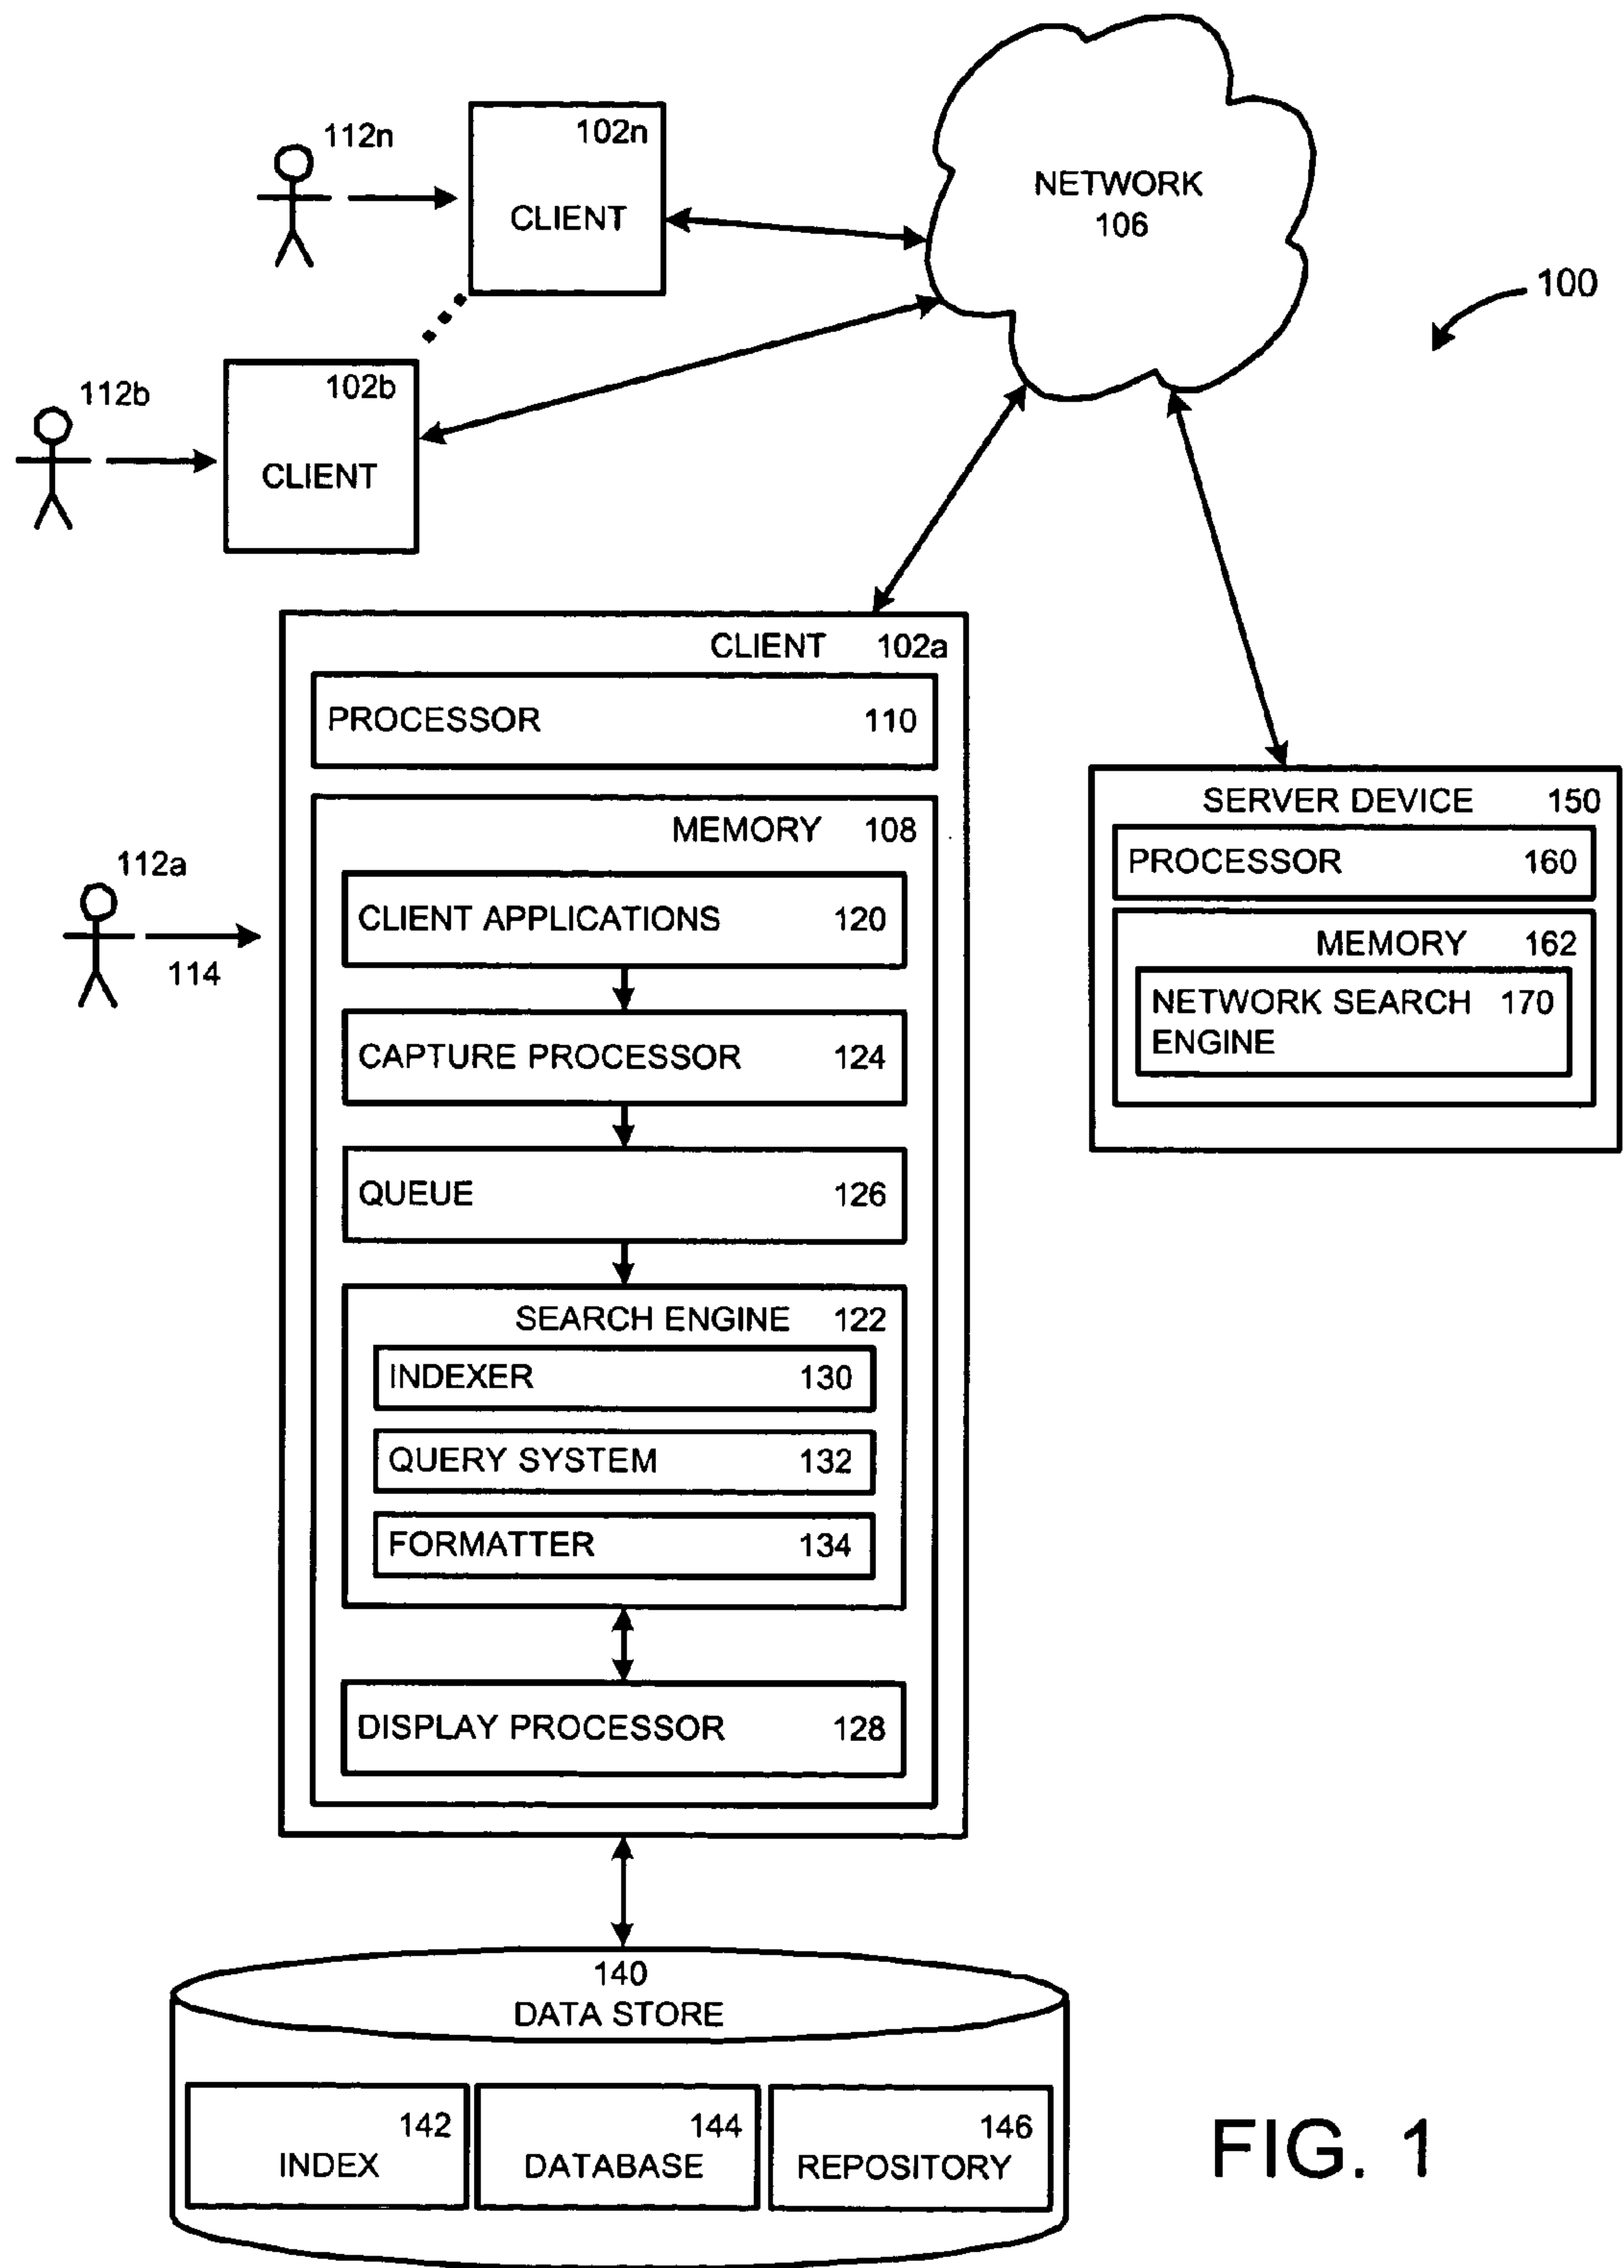 112n
102n
CLIENT
NETWORK
106
100
112b
102b
CLIENT
CLIENT 102a
PROCESSOR 110
MEMORY 108
112a
114
CLIENT APPLICATIONS 120
CAPTURE PROCESSOR 124
QUEUE 126
SEARCH ENGINE 122
INDEXER 130
QUERY SYSTEM 132
FORMATTER 134
DISPLAY PROCESSOR 128
SERVER DEVICE 150
PROCESSOR 160
MEMORY 162
NETWORK SEARCH 170
ENGINE
140
DATA STORE
142
INDEX
144
DATABASE
146
REPOSITORY
FIG. 1